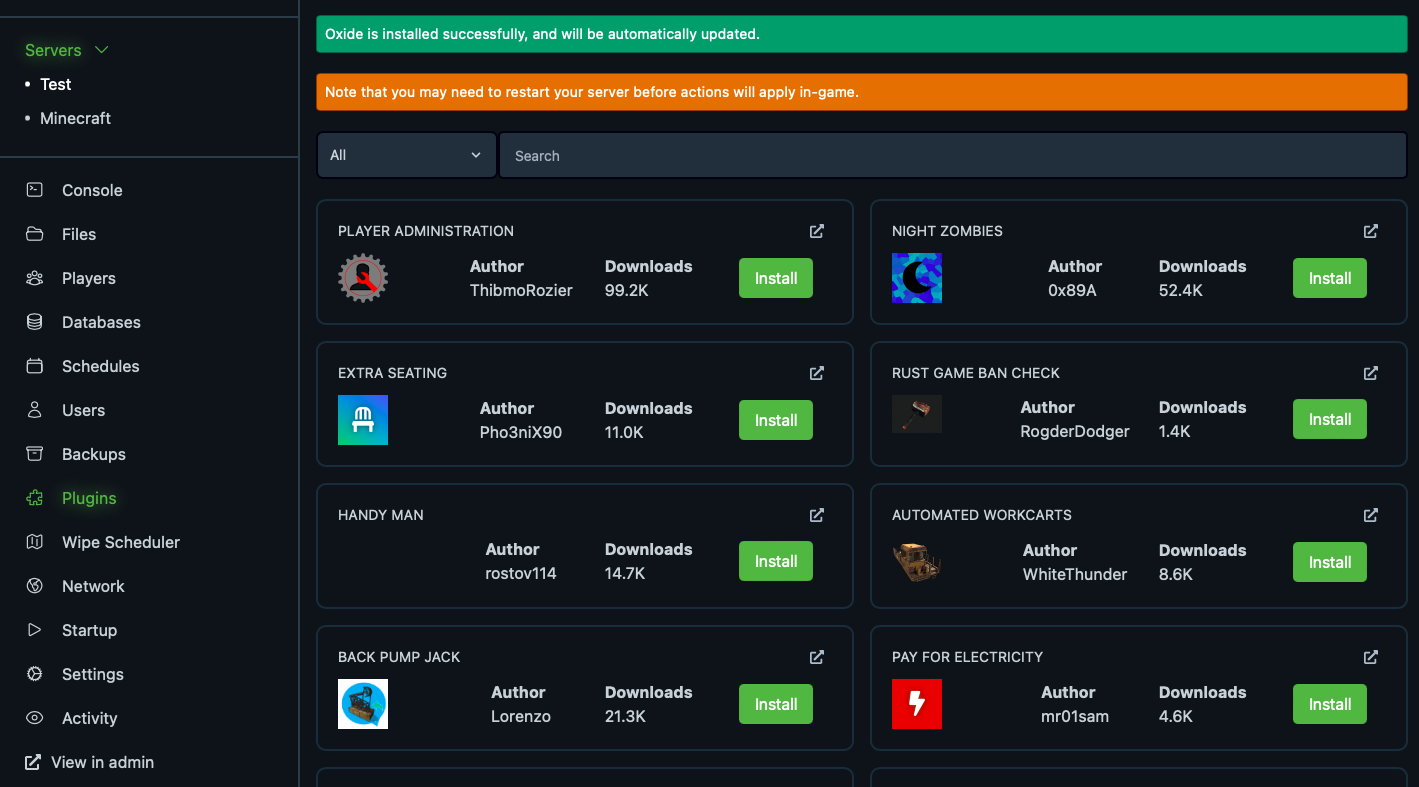 Servers
Test
Minecraft
Console
Files
Players
Databases
Schedules
Users
Backups
Plugins
Wipe Scheduler
Network
Startup
Settings
Activity
View in admin
Oxide is installed successfully, and will be automatically updated.
Note that you may need to restart your server before actions will apply in-game.
All
Search
PLAYER ADMINISTRATION
Author
ThibmoRozier
Downloads
99.2K
Install
NIGHT ZOMBIES
Author
0x89A
Downloads
52.4K
Install
EXTRA SEATING
Author
Pho3niX90
Downloads
11.0K
Install
RUST GAME BAN CHECK
Author
RogderDodger
Downloads
1.4K
Install
HANDY MAN
Author
rostov114
Downloads
14.7K
Install
AUTOMATED WORKCARTS
Author
WhiteThunder
Downloads
8.6K
Install
BACK PUMP JACK
Author
Lorenzo
Downloads
21.3K
Install
PAY FOR ELECTRICITY
Author
mr01sam
Downloads
4.6K
Install